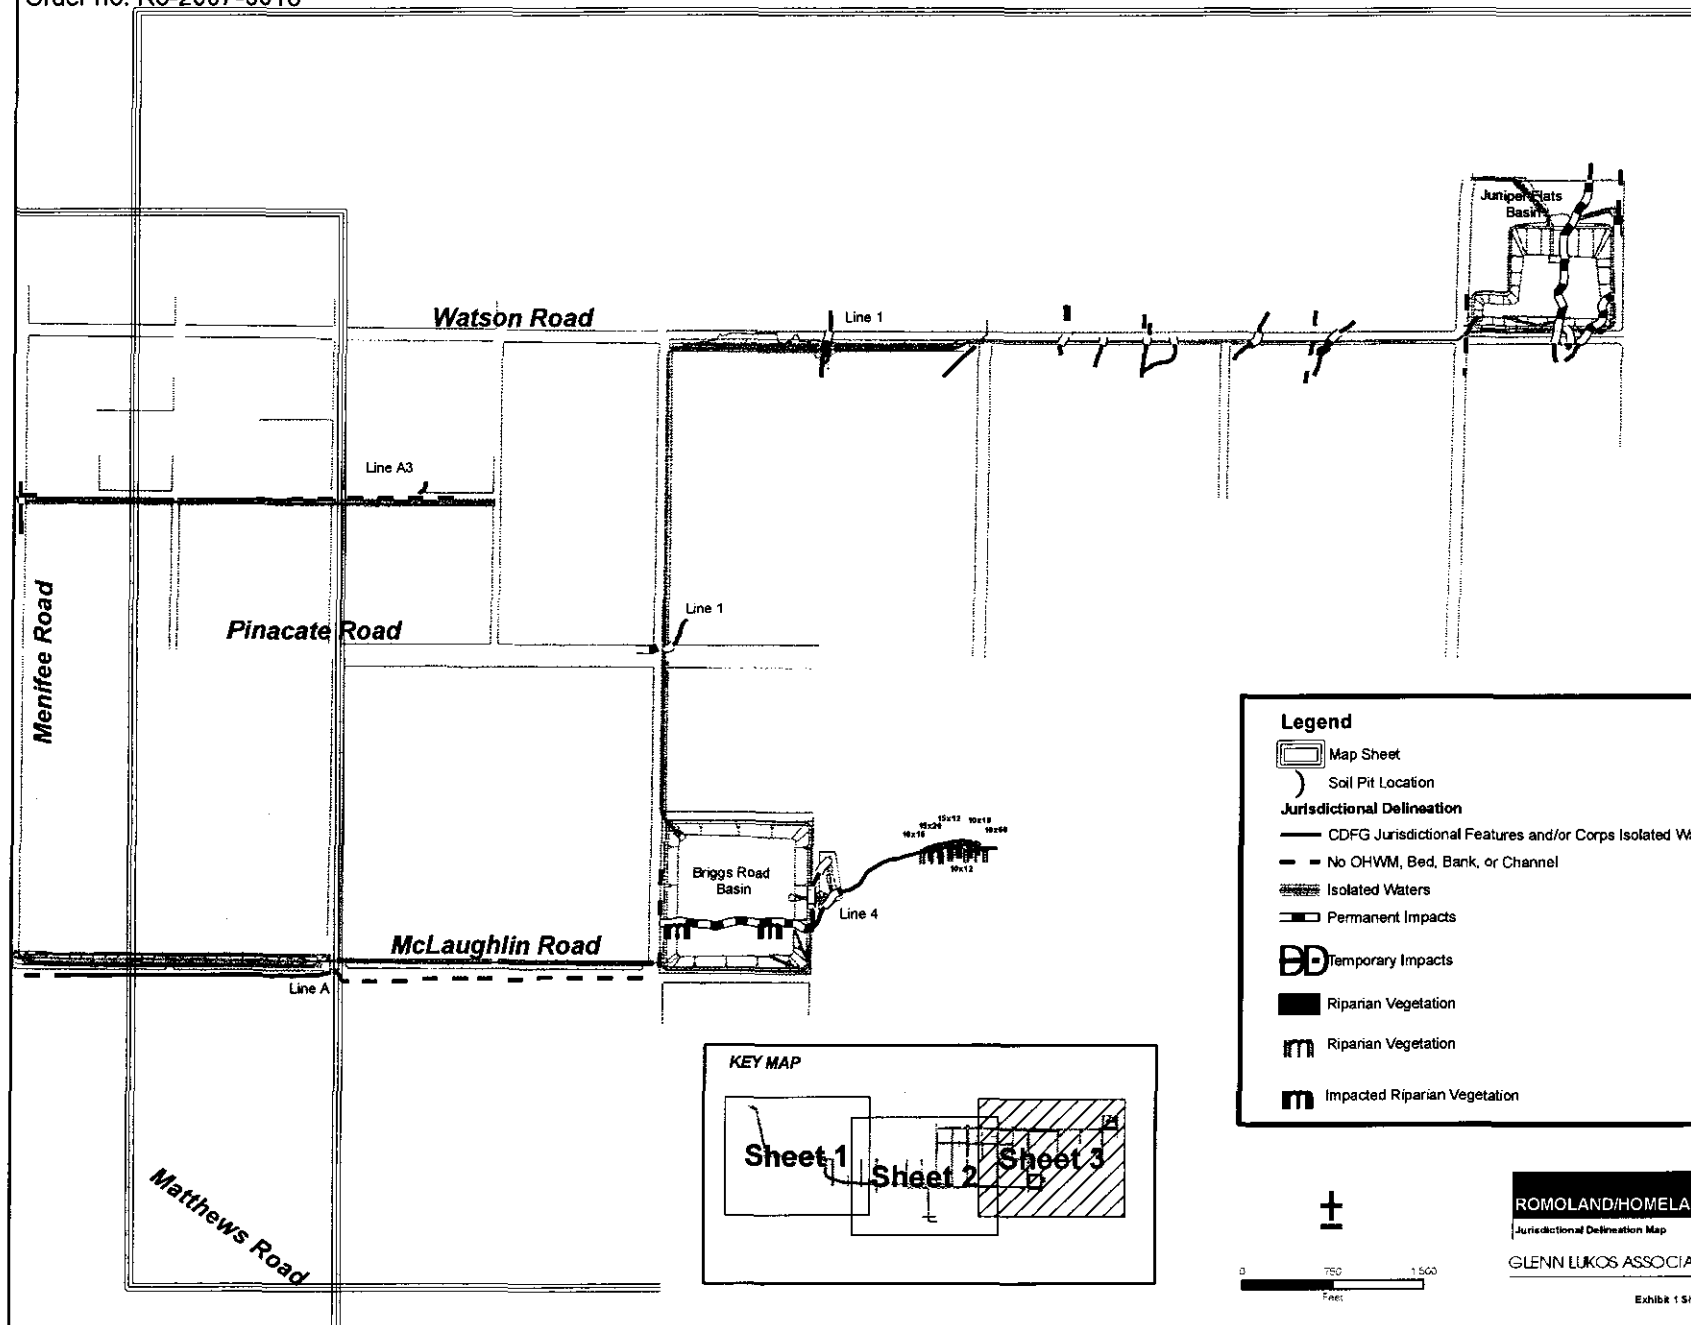 Juniper Flats
Basin
Watson Road
Line 1
Line A3
Menifee Road
Pinacate Road
Line 1
Briggs Road
Basin
Line 4
McLaughlin Road
Line A
Matthews Road
Legend
Map Sheet
Soil Pit Location
Jurisdictional Delineation
CDFG Jurisdictional Features and/or Corps Isolated Wa
No OHWM, Bed, Bank, or Channel
Isolated Waters
Permanent Impacts
Temporary Impacts
Riparian Vegetation
Riparian Vegetation
Impacted Riparian Vegetation
KEY MAP
Sheet 1
Sheet 2
Sheet 3
0 750 1,500
Feet
ROMOLAND/HOMELA
Jurisdictional Delineation Map
GLENN LUKOS ASSOCIA
Exhibit 1 S